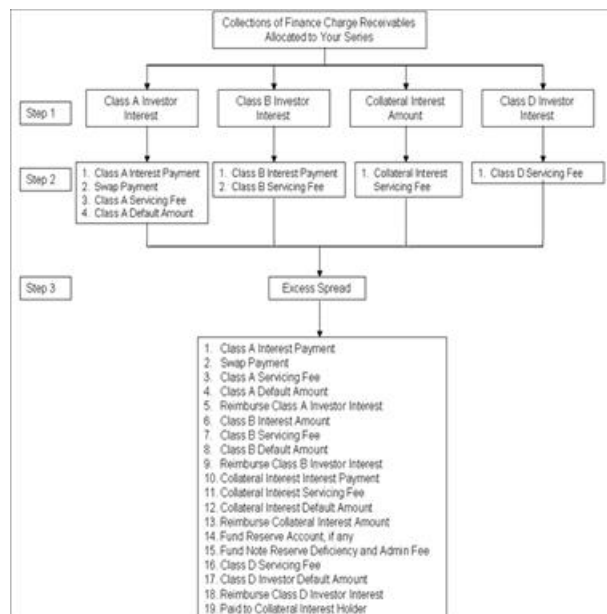 Collections of Finance Charge Receivables
Allocated to Your Series
Step 1
Class A Investor
Interest
Class B Investor
Interest
Collateral Interest
Amount
Class D Investor
Interest
Step 2
1. Class A Interest Payment
2. Swap Payment
3. Class A Servicing Fee
4. Class A Default Amount
1. Class B Interest Payment
2. Class B Servicing Fee
1. Collateral Interest
Servicing Fee
1. Class D Servicing Fee
Step 3
Excess Spread
1. Class A Interest Payment
2. Swap Payment
3. Class A Servicing Fee
4. Class A Default Amount
5. Reimburse Class A Investor Interest
6. Class B Interest Amount
7. Class B Servicing Fee
8. Class B Default Amount
9. Reimburse Class B Investor Interest
10. Collateral Interest Interest Payment
11. Collateral Interest Servicing Fee
12. Collateral Interest Default Amount
13. Reimburse Collateral Interest Amount
14. Fund Reserve Account, if any
15. Fund Note Reserve Deficiency and Admin Fee
16. Class D Servicing Fee
17. Class D Investor Default Amount
18. Reimburse Class D Investor Interest
19. Paid to Collateral Interest Holder